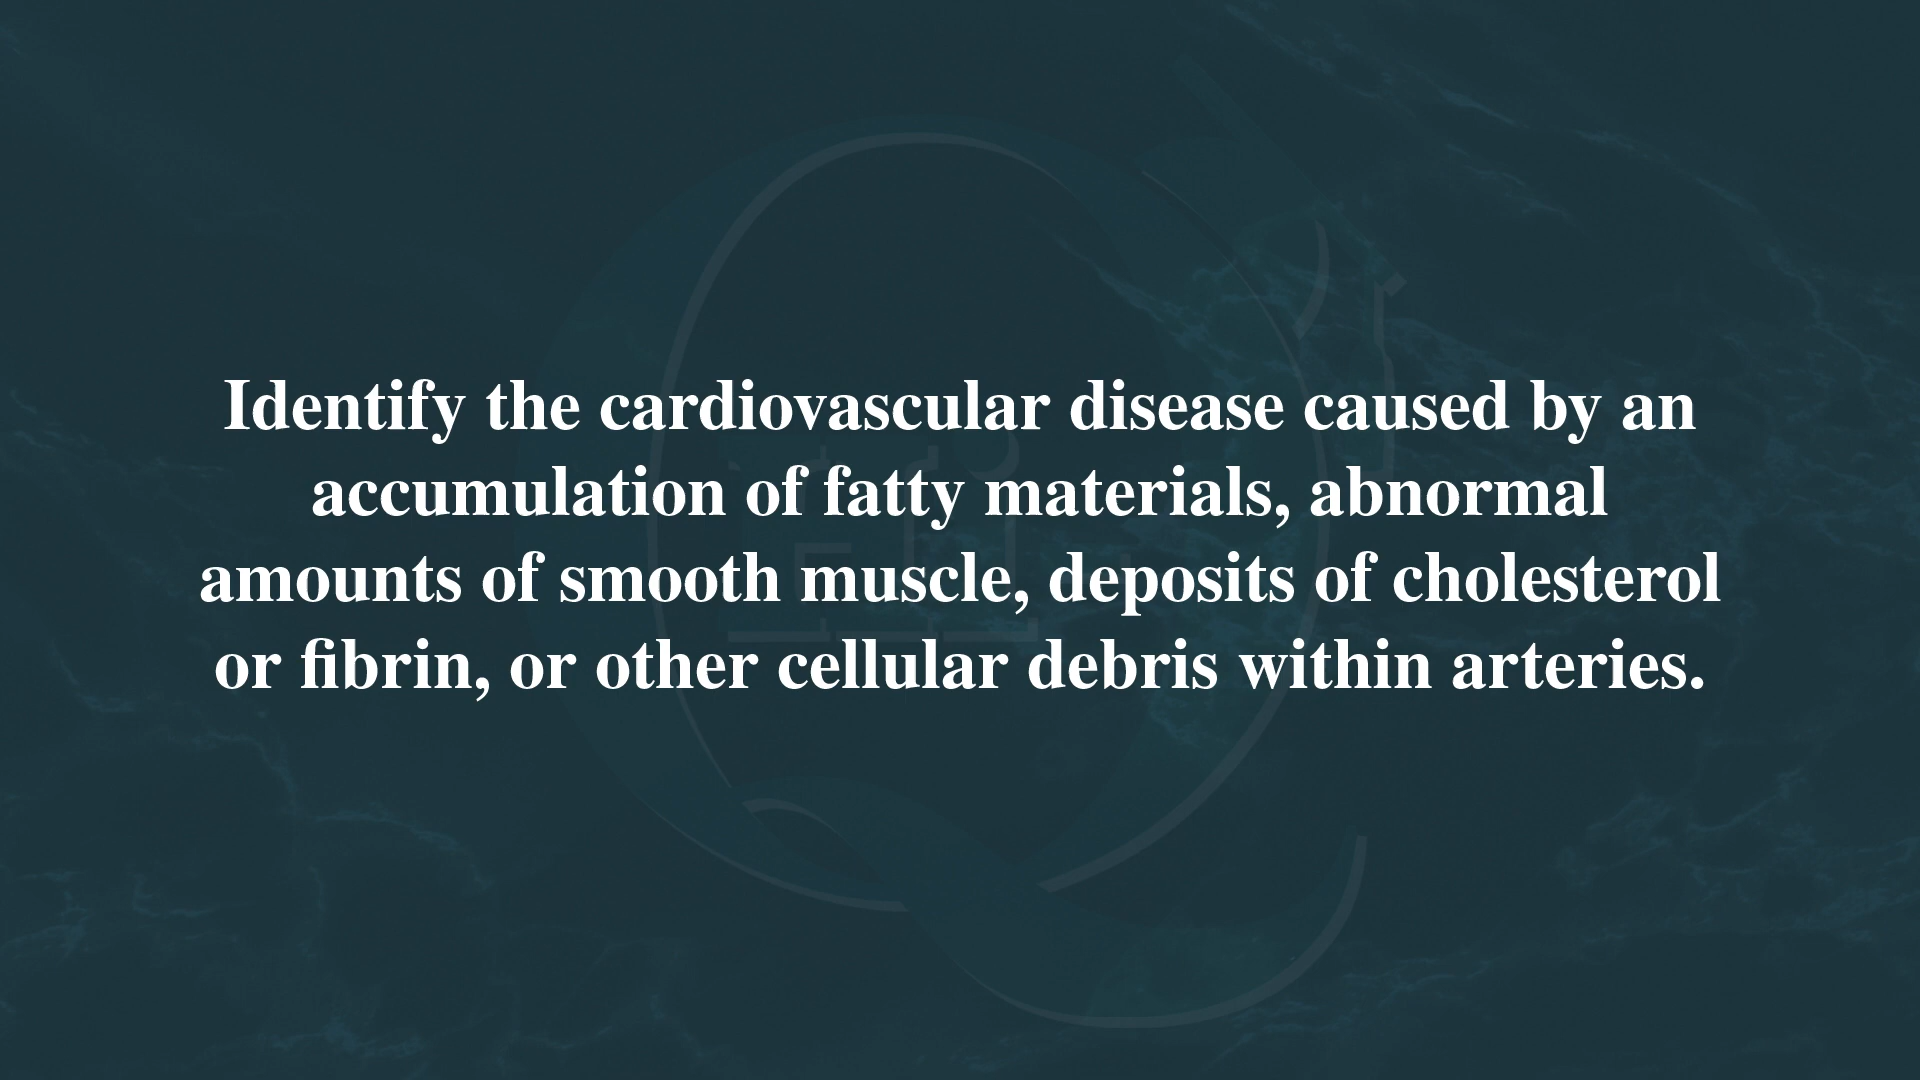 Identify the cardiovascular disease caused by an
accumulation of fatty materials, abnormal
amounts of smooth muscle, deposits of cholesterol
or fibrin, or other cellular debris within arteries.